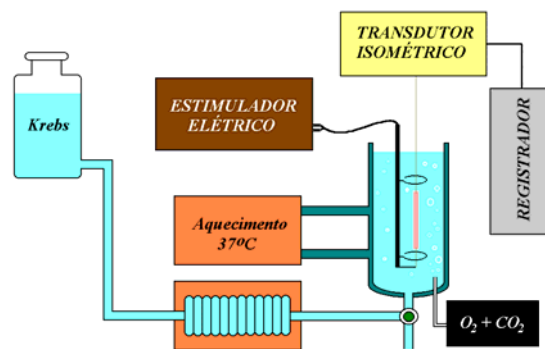 TRANSDUTOR
ISOMÉTRICO
Krebs
ESTIMULADOR
ELÉTRICO
REGISTRADOR
Aquecimento
37ºC
O₂ + CO₂